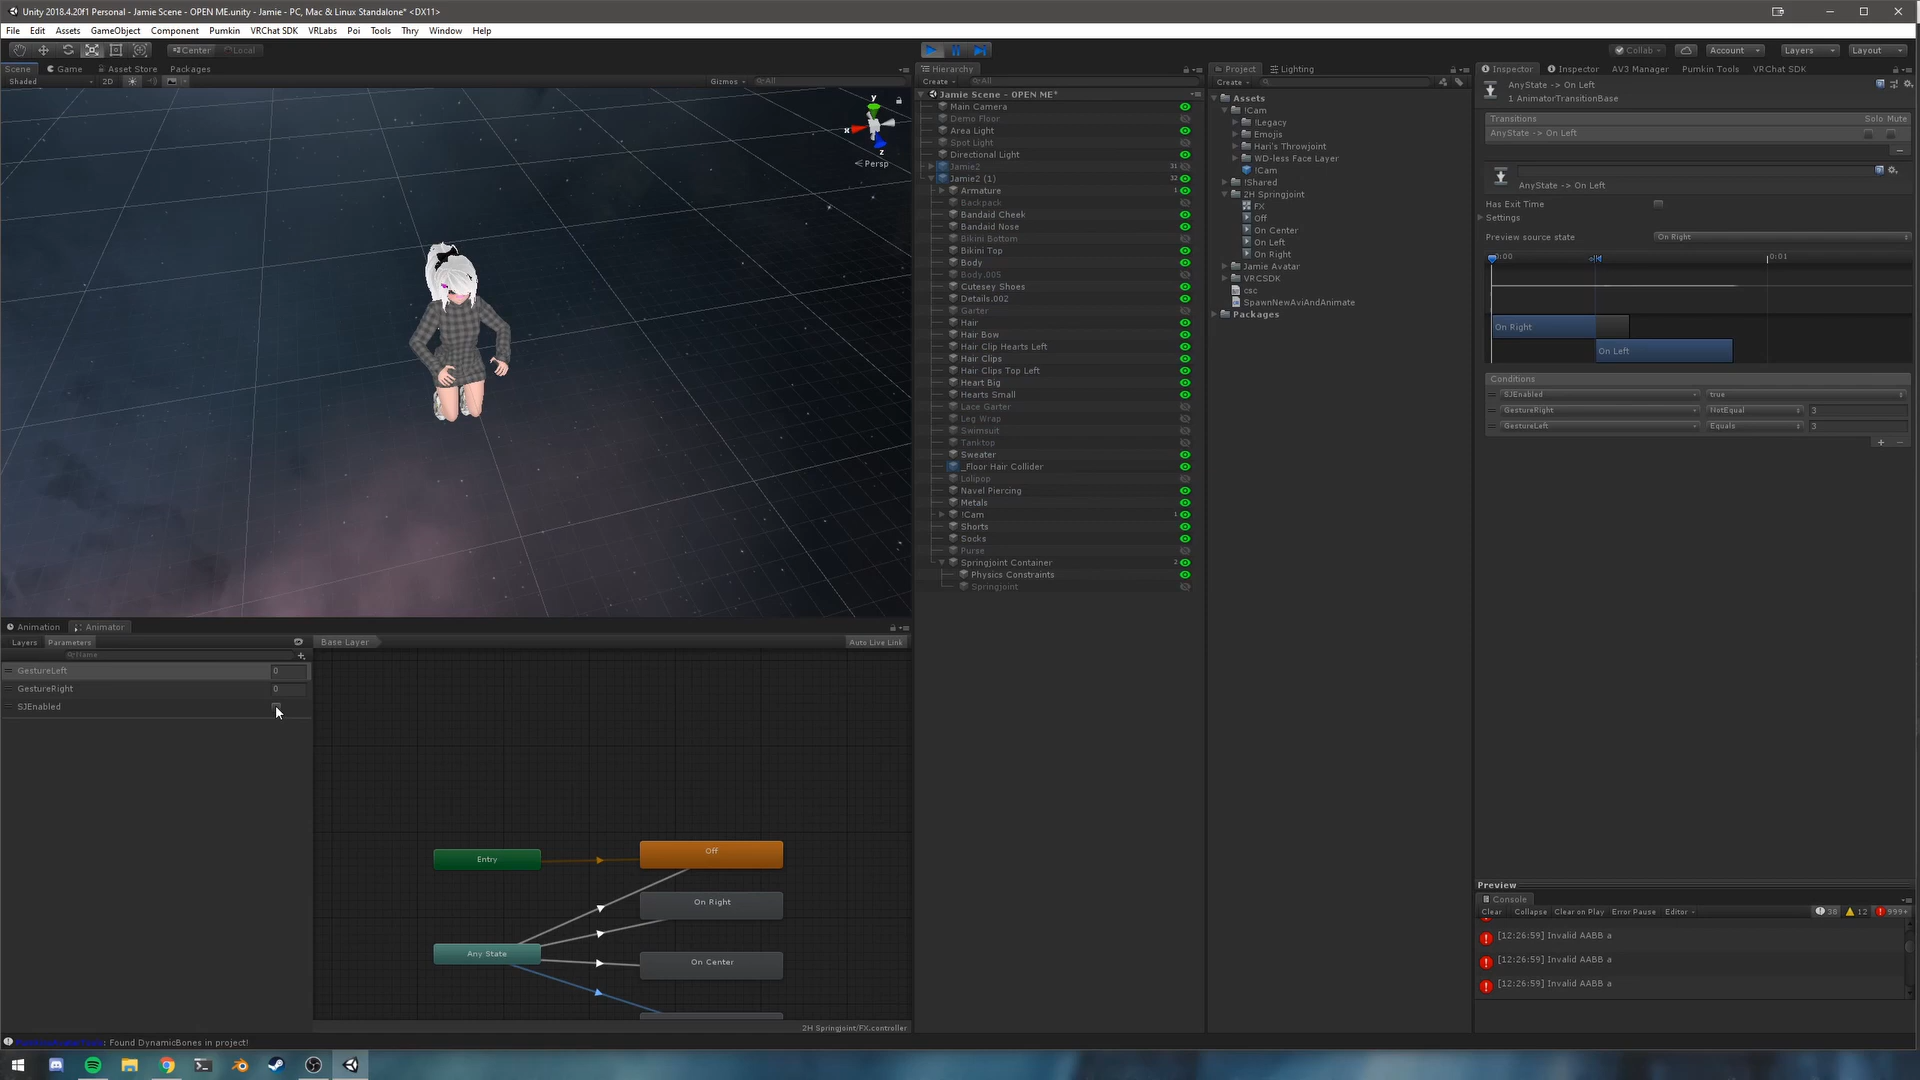 Unity 2018.4.20f1 Personal - Jamie Scene - OPEN ME.unity - Jamie - PC, Mac & Linux Standalone* <DX11>
File Edit Assets GameObject Component Pumkin VRChat SDK VRLabs Poi Tools Thry Window Help
Center Local
Collab Account Layers Layout
Scene Game Asset Store Packages
Shaded 2D Gizmos All
y
x
z
Persp
Hierarchy
Create All
Jamie Scene - OPEN ME*
Main Camera
Demo Floor
Area Light
Spot Light
Directional Light
Jamie2 31
Jamie2 (1) 32
Armature 1
Backpack
Bandaid Cheek
Bandaid Nose
Bikini Bottom
Bikini Top
Body
Body.005
Cutesey Shoes
Details.002
Garter
Hair
Hair Bow
Hair Clip Hearts Left
Hair Clips
Hair Clips Top Left
Heart Big
Hearts Small
Lace Garter
Leg Wrap
Swimsuit
Tanktop
Sweater
_Floor Hair Collider
Lolipop
Navel Piercing
Metals
!Cam 1
Shorts
Socks
Purse
Springjoint Container 2
Physics Constraints
Springjoint
Project Lighting
Create
Assets
!Cam
!Legacy
Emojis
Hari's Throwjoint
WD-less Face Layer
!Cam
!Shared
2H Springjoint
FX
Off
On Center
On Left
On Right
Jamie Avatar
VRCSDK
csc
SpawnNewAviAndAnimate
Packages
Inspector Inspector AV3 Manager Pumkin Tools VRChat SDK
AnyState -> On Left
1 AnimatorTransitionBase
Transitions Solo Mute
AnyState -> On Left
AnyState -> On Left
Has Exit Time
Settings
Preview source state On Right
0:00 0:01
On Right
On Left
Conditions
SJEnabled true
GestureRight NotEqual 3
GestureLeft Equals 3
Preview
Console
Clear Collapse Clear on Play Error Pause Editor 38 12 999+
[12:26:59] Invalid AABB a
[12:26:59] Invalid AABB a
[12:26:59] Invalid AABB a
Animation Animator
Layers Parameters Base Layer Auto Live Link
Name
GestureLeft 0
GestureRight 0
SJEnabled
Entry
Off
On Right
Any State
On Center
2H Springjoint/FX.controller
: Found DynamicBones in project!